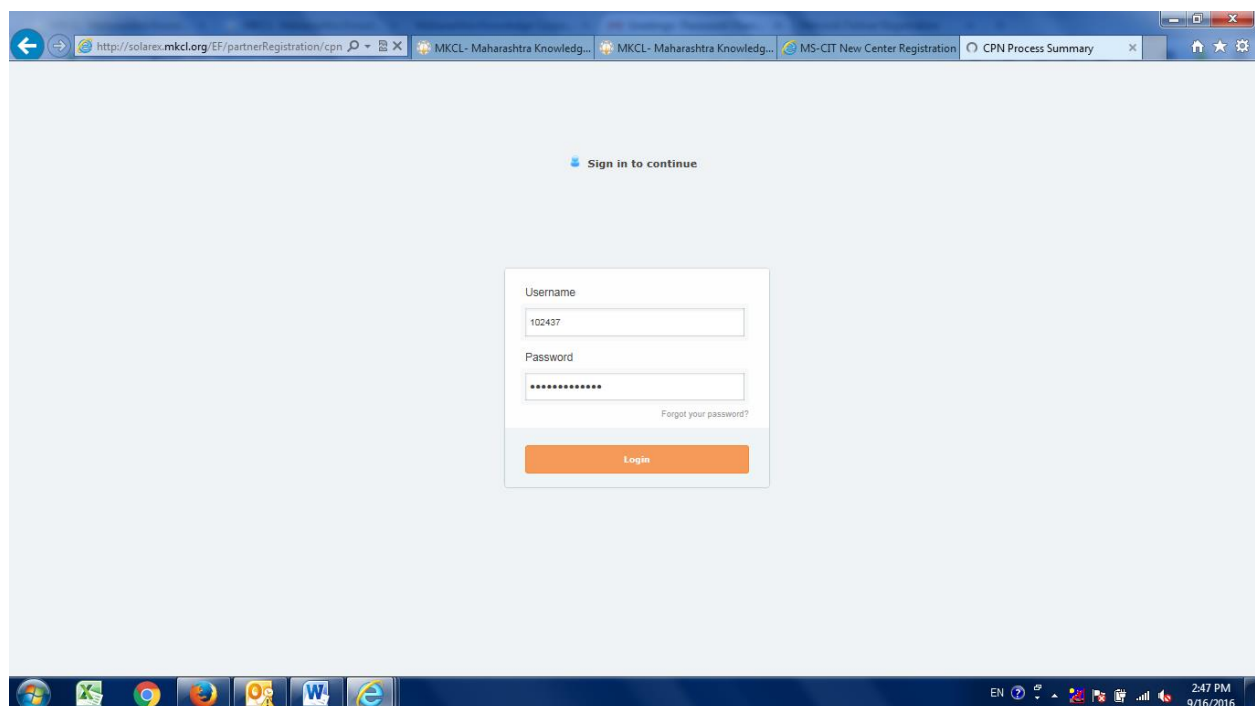 http://solarex.mkcl.org/EF/partnerRegistration/cpn
MKCL- Maharashtra Knowledg...
MKCL- Maharashtra Knowledg...
MS-CIT New Center Registration
CPN Process Summary
Sign in to continue
Username
102437
Password
•••••••••••••
Forgot your password?
Login
EN
2:47 PM
9/16/2016